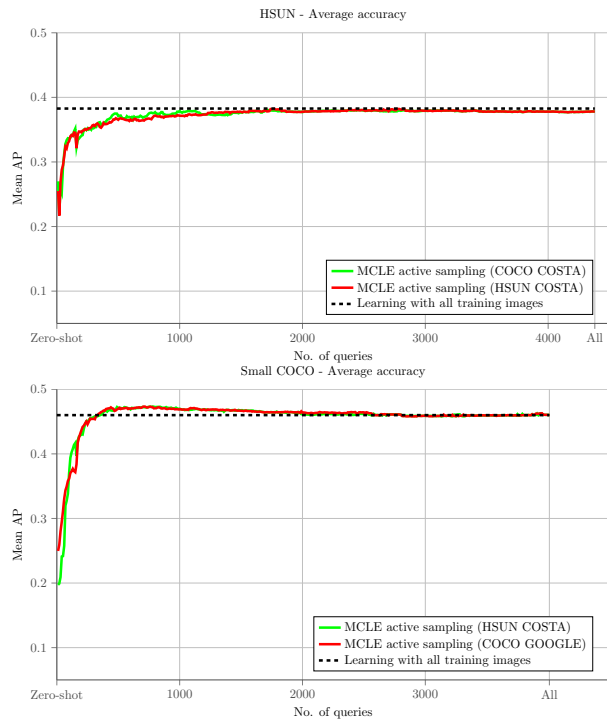 HSUN - Average accuracy
0.5
0.4
0.3
0.2
0.1
Mean AP
MCLE active sampling (COCO COSTA)
MCLE active sampling (HSUN COSTA)
Learning with all training images
Zero-shot 1000 2000 3000 4000 All
No. of queries
Small COCO - Average accuracy
0.5
0.4
0.3
0.2
0.1
Mean AP
MCLE active sampling (HSUN COSTA)
MCLE active sampling (COCO GOOGLE)
Learning with all training images
Zero-shot 1000 2000 3000 All
No. of queries